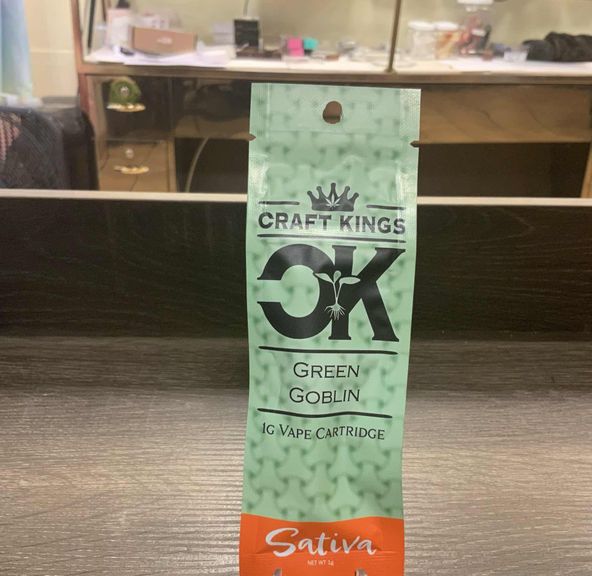 CRAFT KINGS
CK
GREEN
GOBLIN
1G VAPE CARTRIDGE
Sativa
NET WT 1g